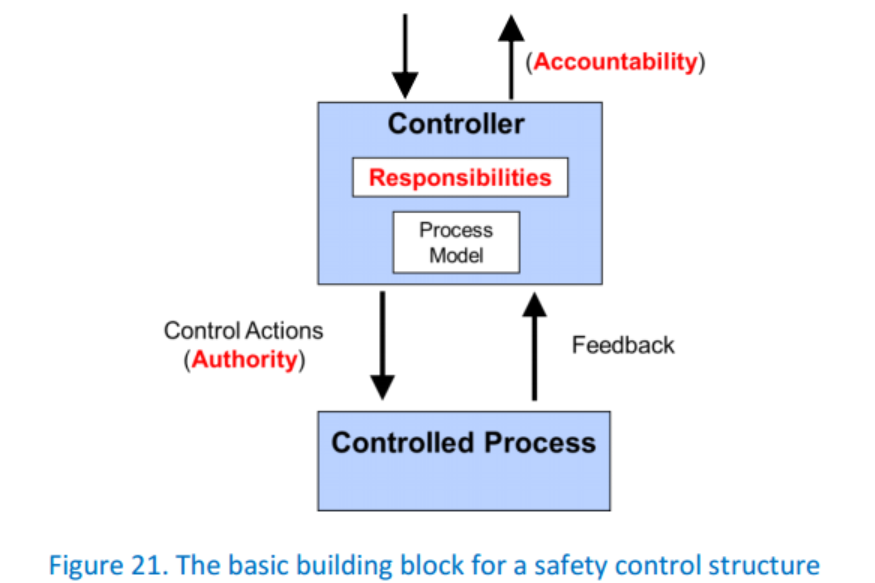 (Accountability)
Controller
Responsibilities
Process
Model
Control Actions
(Authority)
Feedback
Controlled Process
Figure 21. The basic building block for a safety control structure